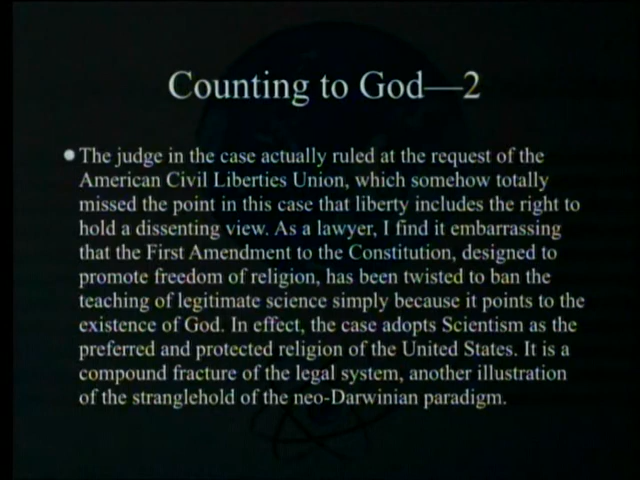 Counting to God—2
The judge in the case actually ruled at the request of the
American Civil Liberties Union, which somehow totally
missed the point in this case that liberty includes the right to
hold a dissenting view. As a lawyer, I find it embarrassing
that the First Amendment to the Constitution, designed to
promote freedom of religion, has been twisted to ban the
teaching of legitimate science simply because it points to the
existence of God. In effect, the case adopts Scientism as the
preferred and protected religion of the United States. It is a
compound fracture of the legal system, another illustration
of the stranglehold of the neo-Darwinian paradigm.